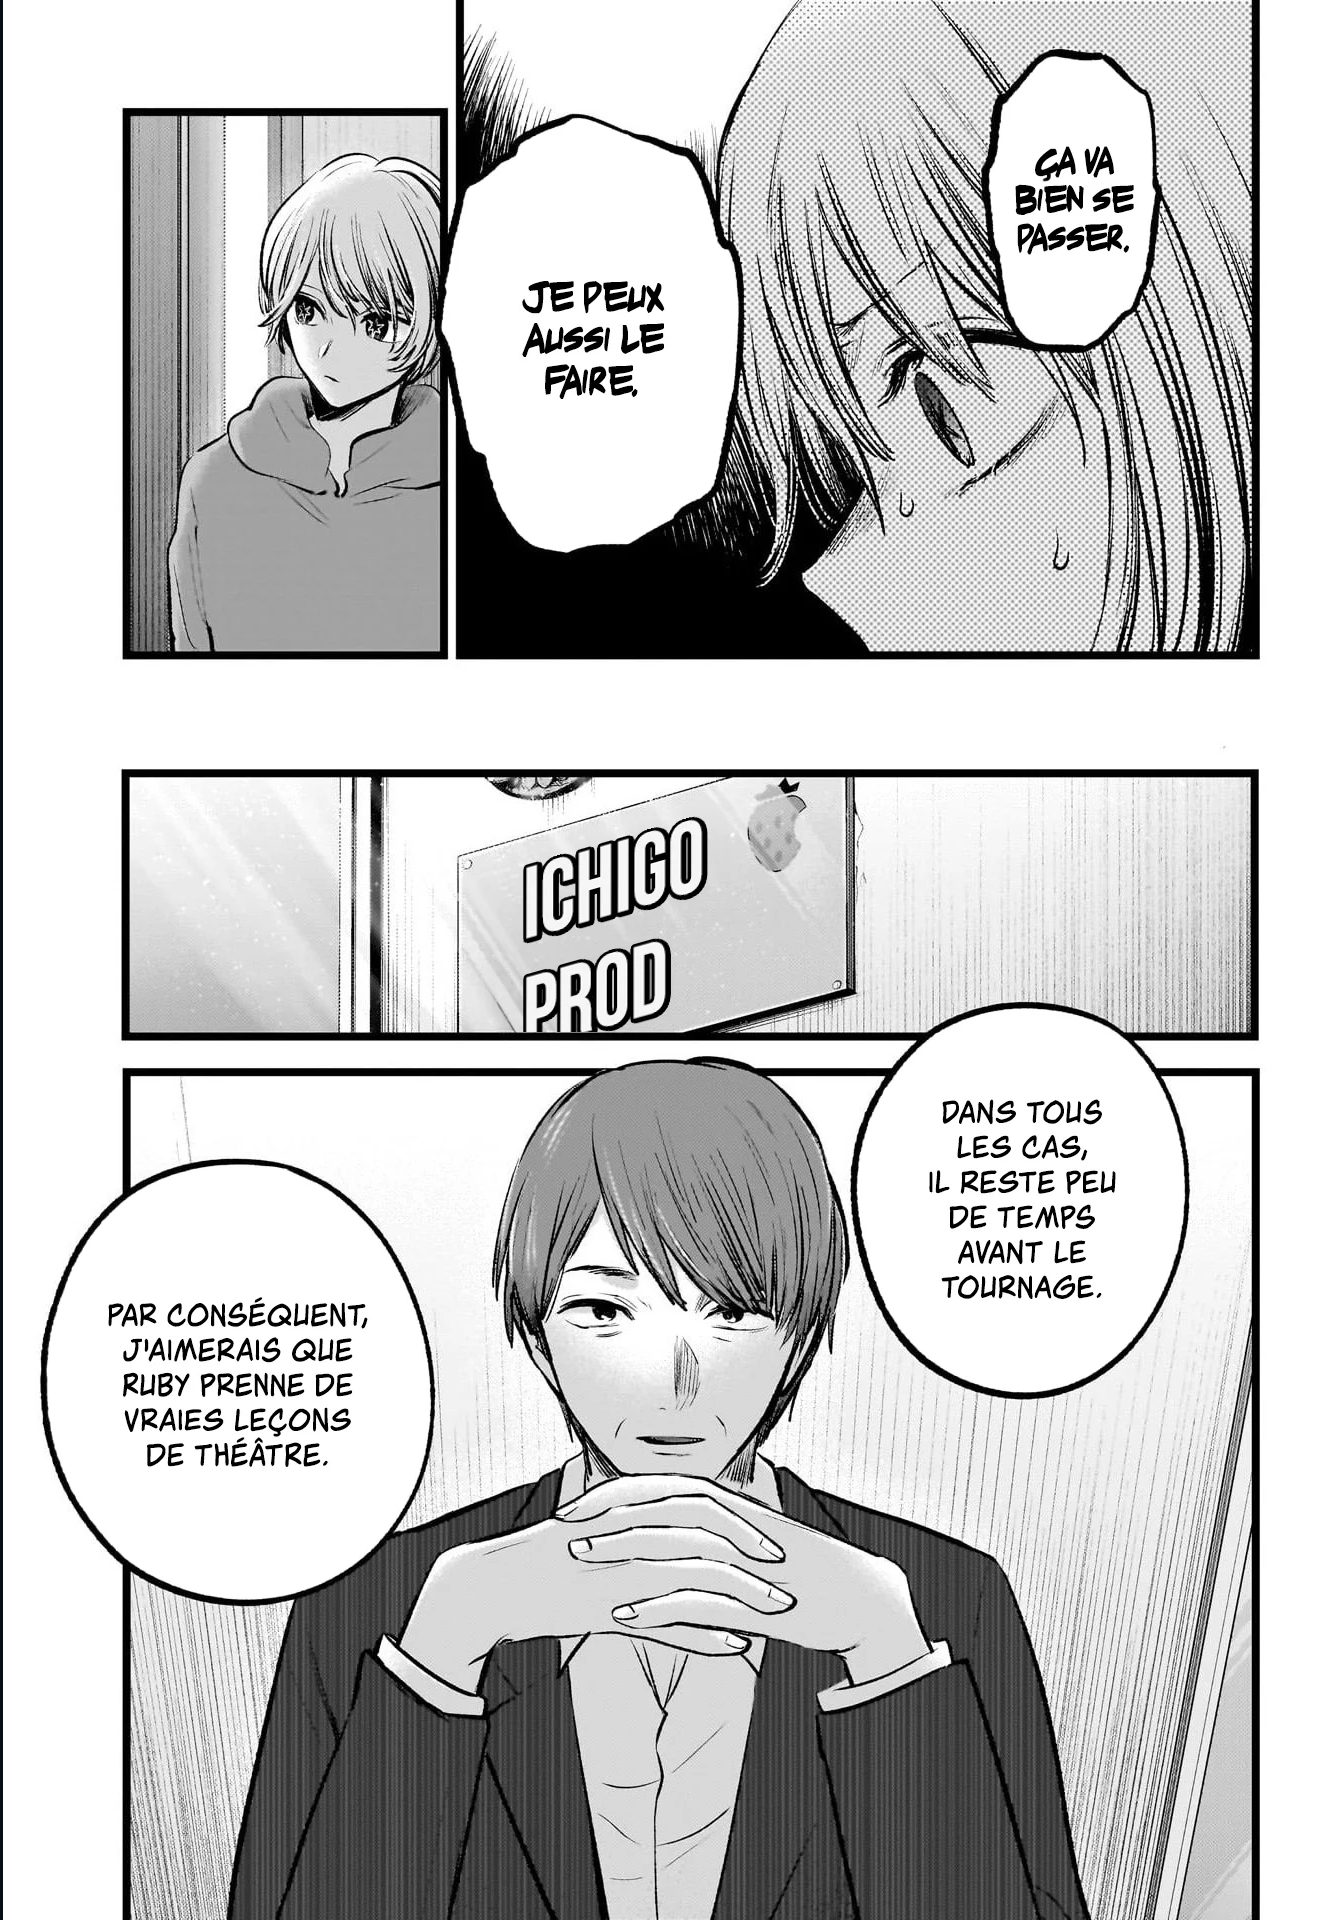 ÇA VA
BIEN SE
PASSER.
JE PEUX
AUSSI LE
FAIRE.
ICHIGO
PROD
DANS TOUS
LES CAS,
IL RESTE PEU
DE TEMPS
AVANT LE
TOURNAGE.
PAR CONSÉQUENT,
J'AIMERAIS QUE
RUBY PRENNE DE
VRAIES LEÇONS
DE THÉÂTRE.